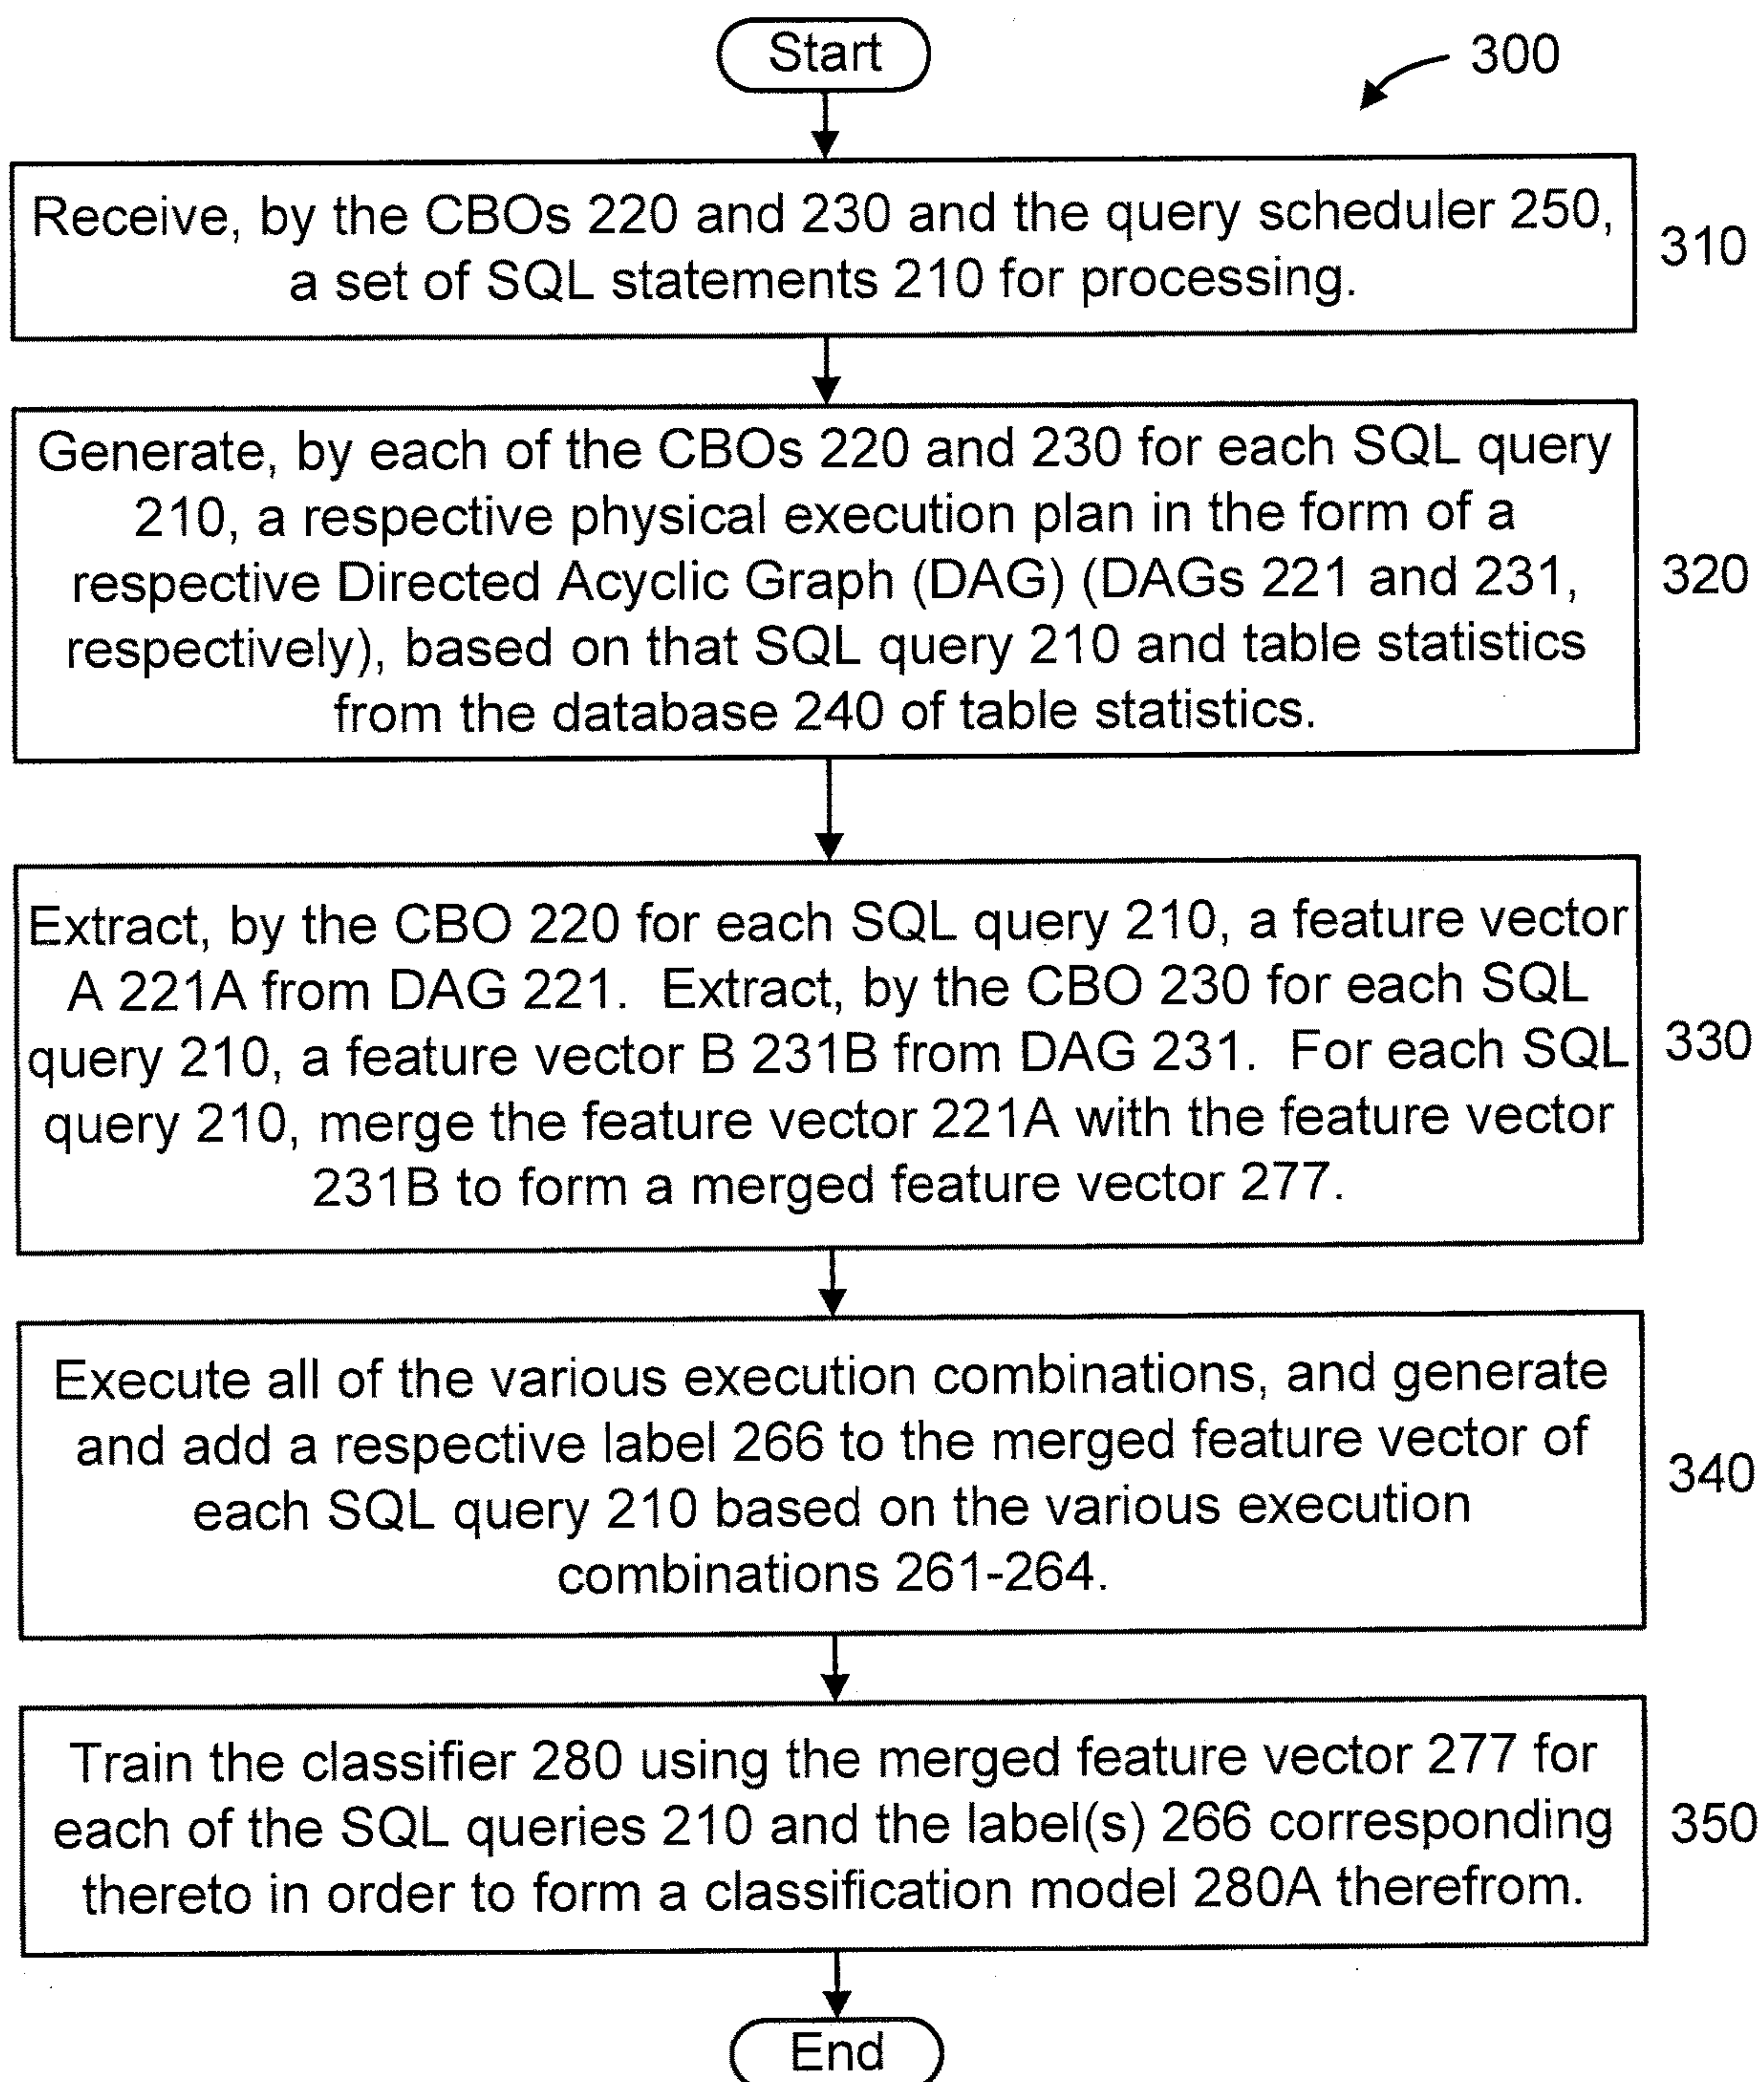 Start
300
Receive, by the CBOs 220 and 230 and the query scheduler 250,
a set of SQL statements 210 for processing.
310
Generate, by each of the CBOs 220 and 230 for each SQL query
210, a respective physical execution plan in the form of a
respective Directed Acyclic Graph (DAG) (DAGs 221 and 231,
respectively), based on that SQL query 210 and table statistics
from the database 240 of table statistics.
320
Extract, by the CBO 220 for each SQL query 210, a feature vector
A 221A from DAG 221. Extract, by the CBO 230 for each SQL
query 210, a feature vector B 231B from DAG 231. For each SQL
query 210, merge the feature vector 221A with the feature vector
231B to form a merged feature vector 277.
330
Execute all of the various execution combinations, and generate
and add a respective label 266 to the merged feature vector of
each SQL query 210 based on the various execution
combinations 261-264.
340
Train the classifier 280 using the merged feature vector 277 for
each of the SQL queries 210 and the label(s) 266 corresponding
thereto in order to form a classification model 280A therefrom.
350
End